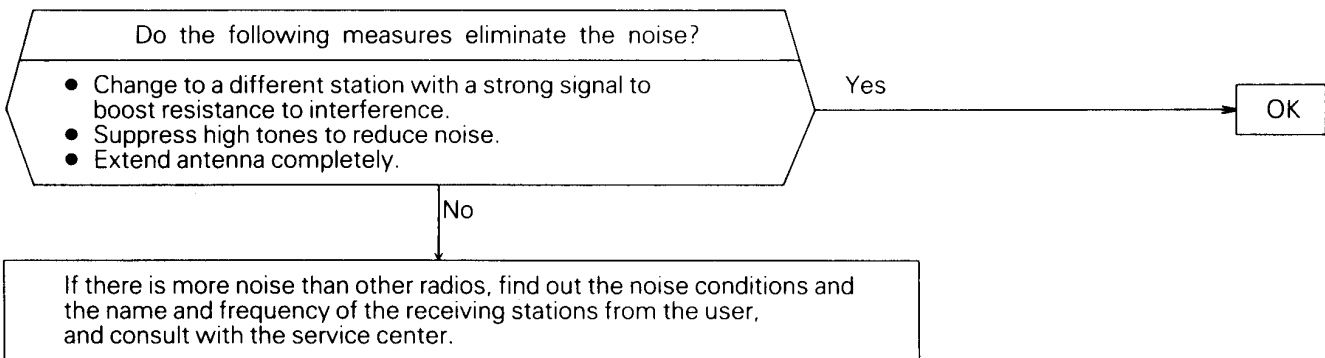 Do the following measures eliminate the noise?
● Change to a different station with a strong signal to
boost resistance to interference.
● Suppress high tones to reduce noise.
● Extend antenna completely.
Yes
OK
No
If there is more noise than other radios, find out the noise conditions and
the name and frequency of the receiving stations from the user,
and consult with the service center.